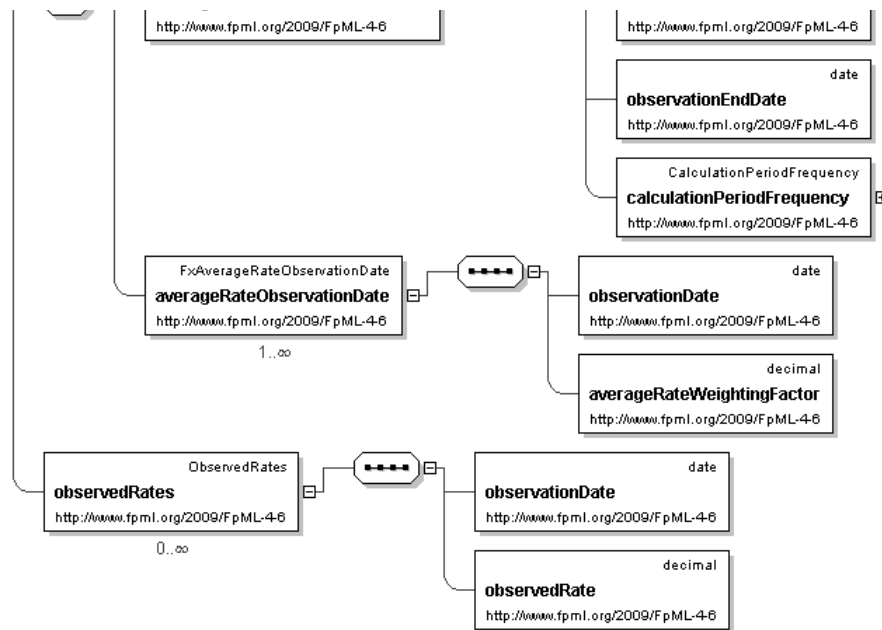 http://www.fpml.org/2009/FpML-4-6
http://www.fpml.org/2009/FpML-4-6
date
observationEndDate
http://www.fpml.org/2009/FpML-4-6
CalculationPeriodFrequency
calculationPeriodFrequency
http://www.fpml.org/2009/FpML-4-6
FxAverageRateObservationDate
averageRateObservationDate
http://www.fpml.org/2009/FpML-4-6
1..∞
date
observationDate
http://www.fpml.org/2009/FpML-4-6
decimal
averageRateWeightingFactor
http://www.fpml.org/2009/FpML-4-6
ObservedRates
observedRates
http://www.fpml.org/2009/FpML-4-6
0..∞
date
observationDate
http://www.fpml.org/2009/FpML-4-6
decimal
observedRate
http://www.fpml.org/2009/FpML-4-6